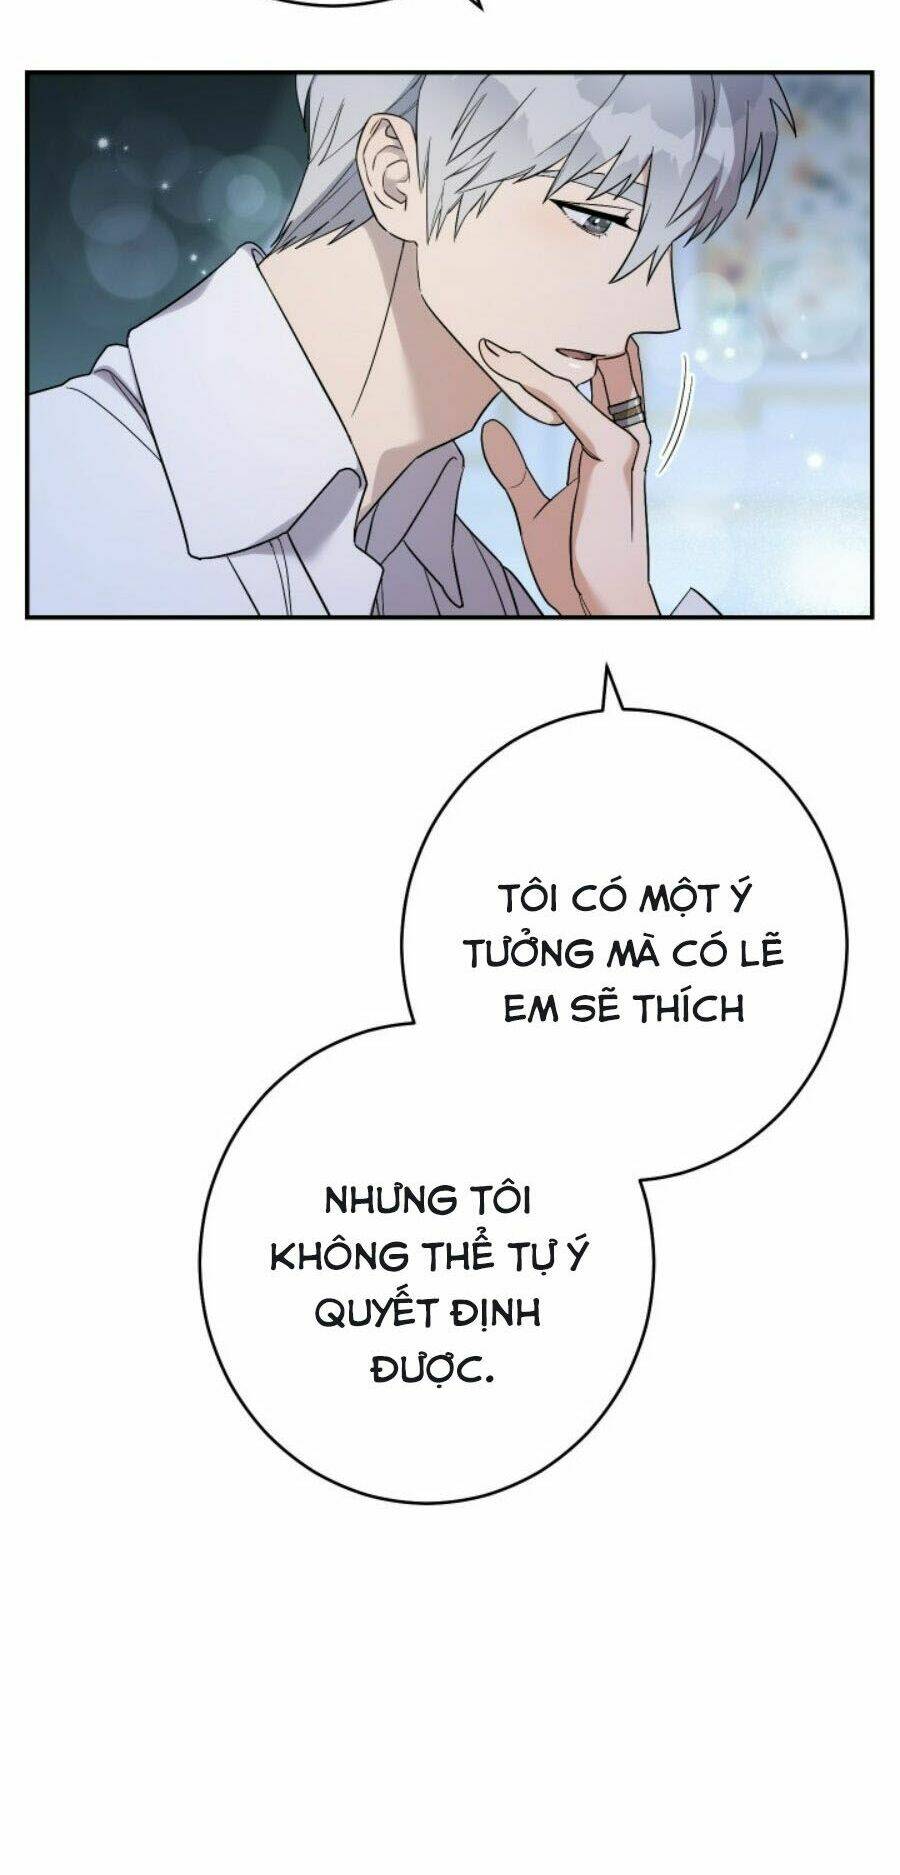 TÔI CÓ MỘT Ý
TƯỞNG MÀ CÓ LẼ
EM SẼ THÍCH
NHƯNG TÔI
KHÔNG THỂ TỰ Ý
QUYẾT ĐỊNH
ĐƯỢC.